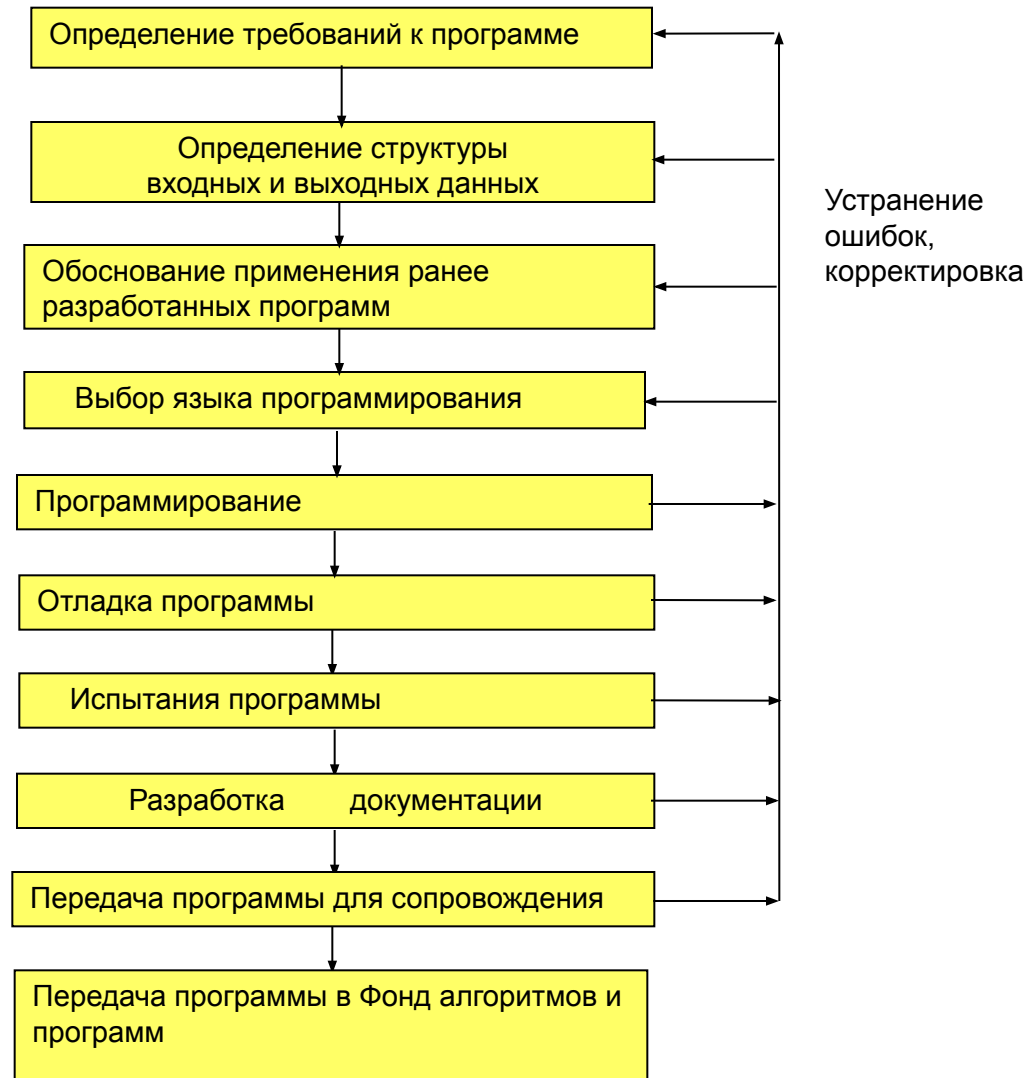 Определение требований к программе
Определение структуры
входных и выходных данных
Устранение
ошибок,
корректировка
Обоснование применения ранее
разработанных программ
Выбор языка программирования
Программирование
Отладка программы
Испытания программы
Разработка документации
Передача программы для сопровождения
Передача программы в Фонд алгоритмов и
программ